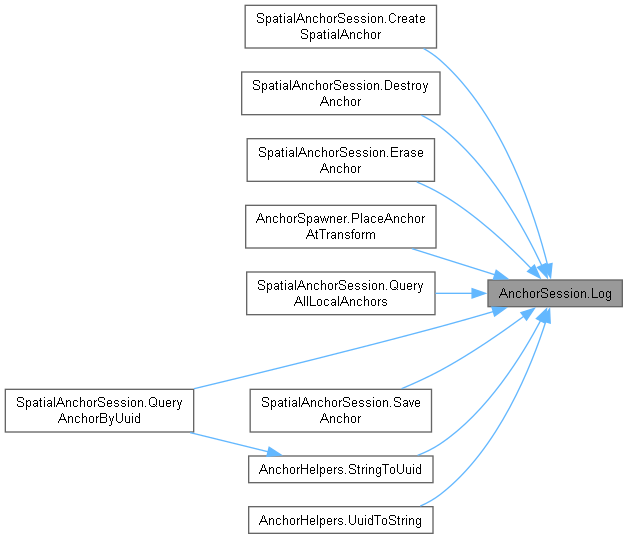 SpatialAnchorSession.Create
SpatialAnchor
SpatialAnchorSession.Destroy
Anchor
SpatialAnchorSession.Erase
Anchor
AnchorSpawner.PlaceAnchor
AtTransform
SpatialAnchorSession.Query
AllLocalAnchors
AnchorSession.Log
SpatialAnchorSession.Query
AnchorByUuid
SpatialAnchorSession.Save
Anchor
AnchorHelpers.StringToUuid
AnchorHelpers.UuidToString